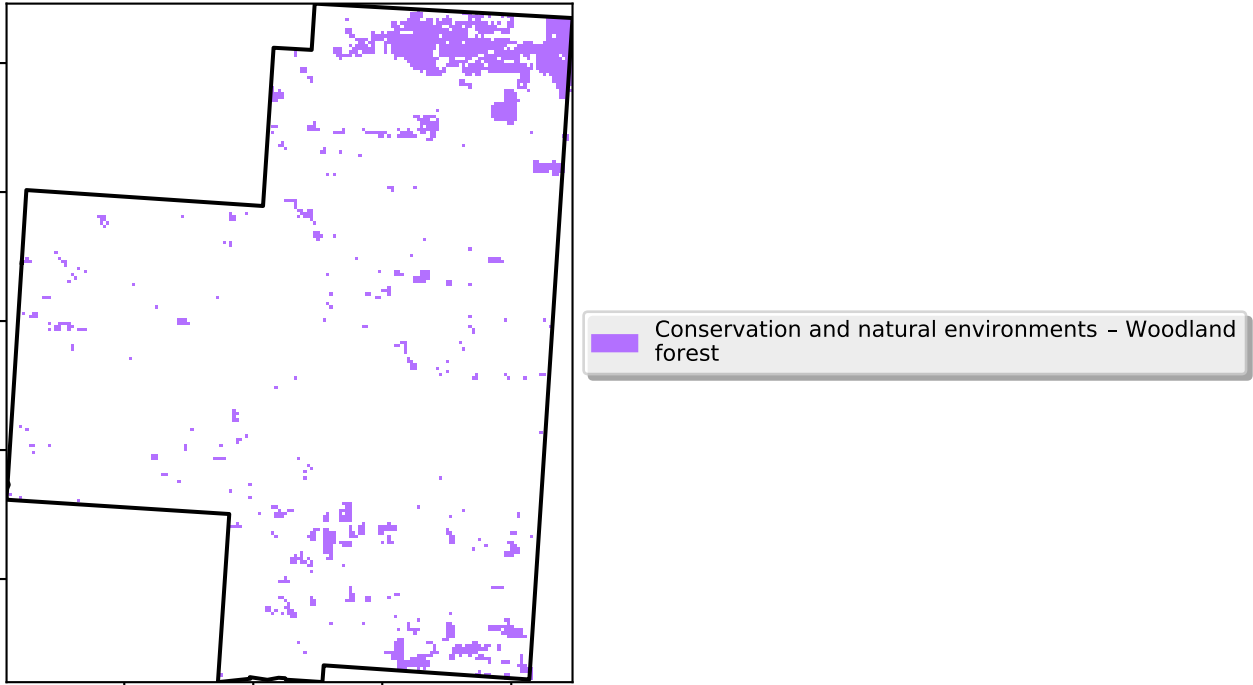 Conservation and natural environments – Woodland
forest